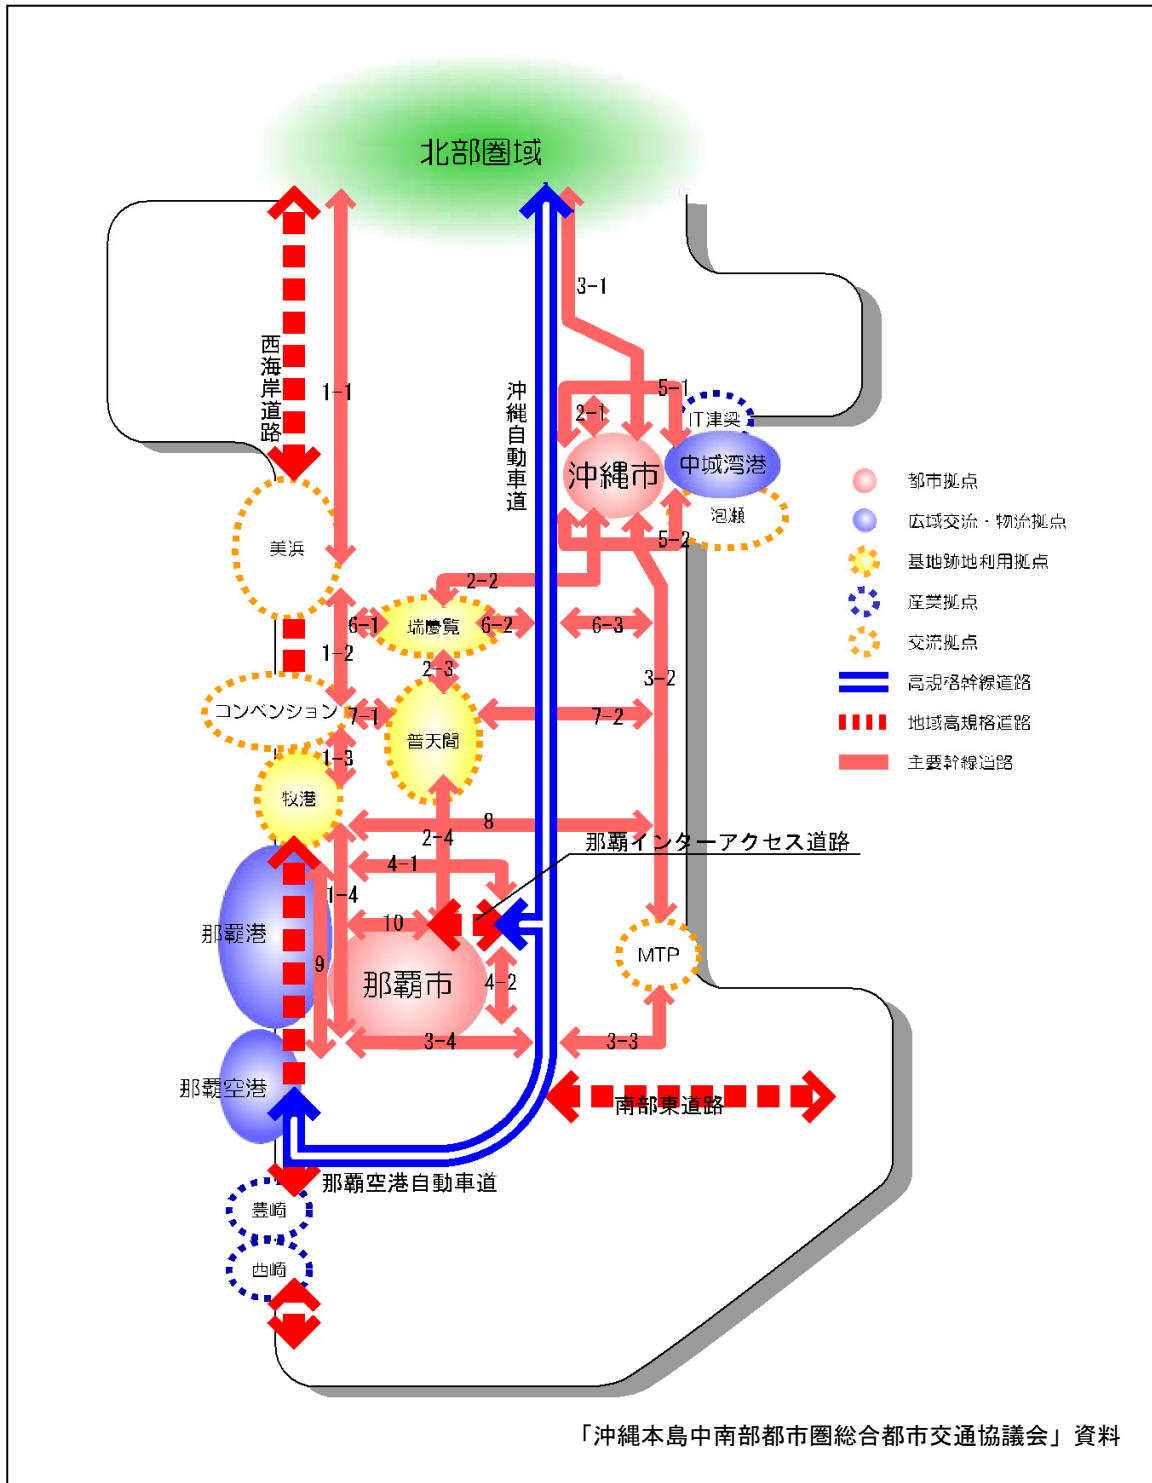 北部圏域
3-1
西海岸道路
1-1
沖縄自動車道
5-1
2-1
IT津梁
沖縄市
中城湾港
泡瀬
5-2
美浜
2-2
6-1
瑞慶覧
6-2
6-3
1-2
2-3
3-2
コンベンション
7-1
普天間
7-2
1-3
牧港
8
2-4
那覇インターアクセス道路
4-1
1-4
10
那覇港
9
那覇市
4-2
MTP
3-4
3-3
那覇空港
南部東道路
那覇空港自動車道
豊崎
西崎
都市拠点
広域交流・物流拠点
基地跡地利用拠点
産業拠点
交流拠点
高規格幹線道路
地域高規格道路
主要幹線道路
「沖縄本島中南部都市圏総合都市交通協議会」資料